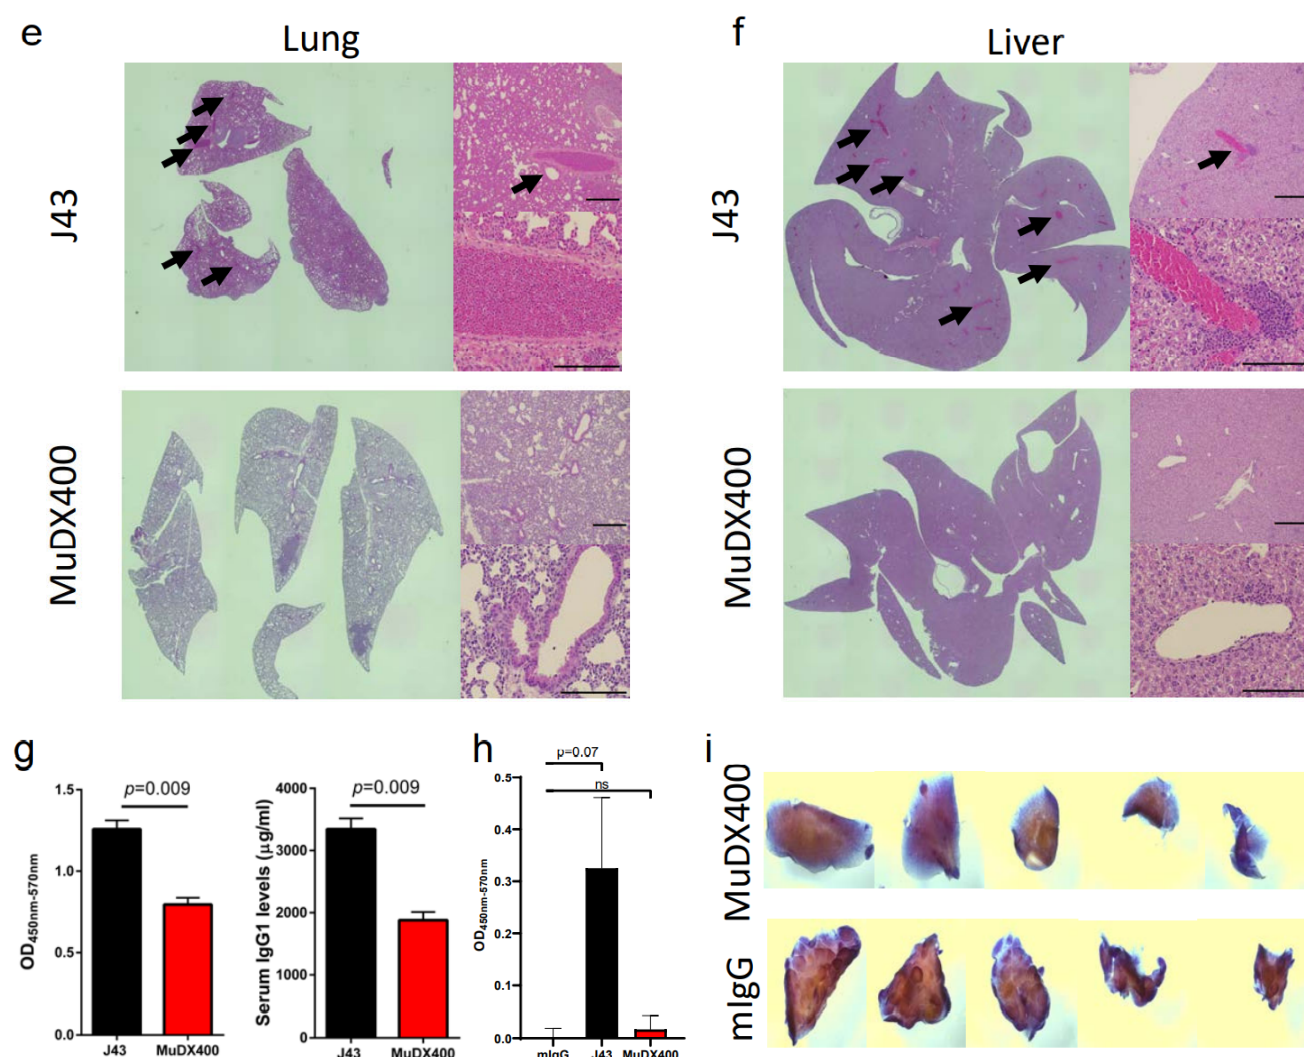 e
Lung
J43
MuDX400
f
Liver
J43
MuDX400
g
p=0.009
OD450nm-570nm
1.5
1.0
0.5
0.0
J43
MuDX400
p=0.009
Serum IgG1 levels (μg/ml)
4000
3000
2000
1000
0
J43
MuDX400
h
p=0.07
ns
OD450nm-570nm
0.5
0.4
0.3
0.2
0.1
0.0
mIgG
J43
MuDX400
i
MuDX400
mIgG